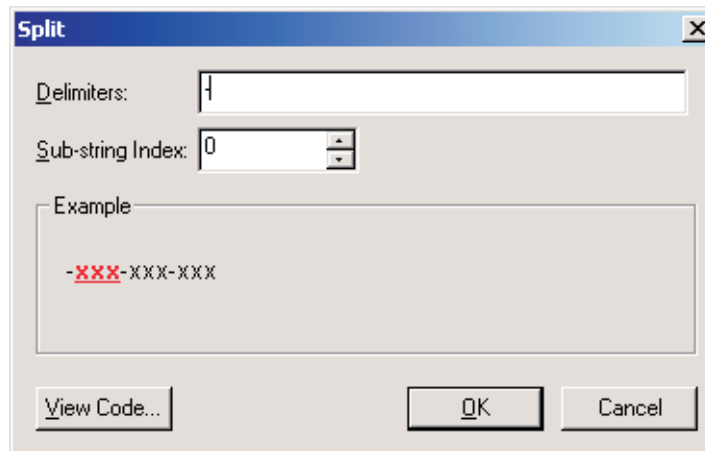 Split
Delimiters: -
Sub-string Index: 0
Example
-xxx-xxx-xxx
View Code... OK Cancel